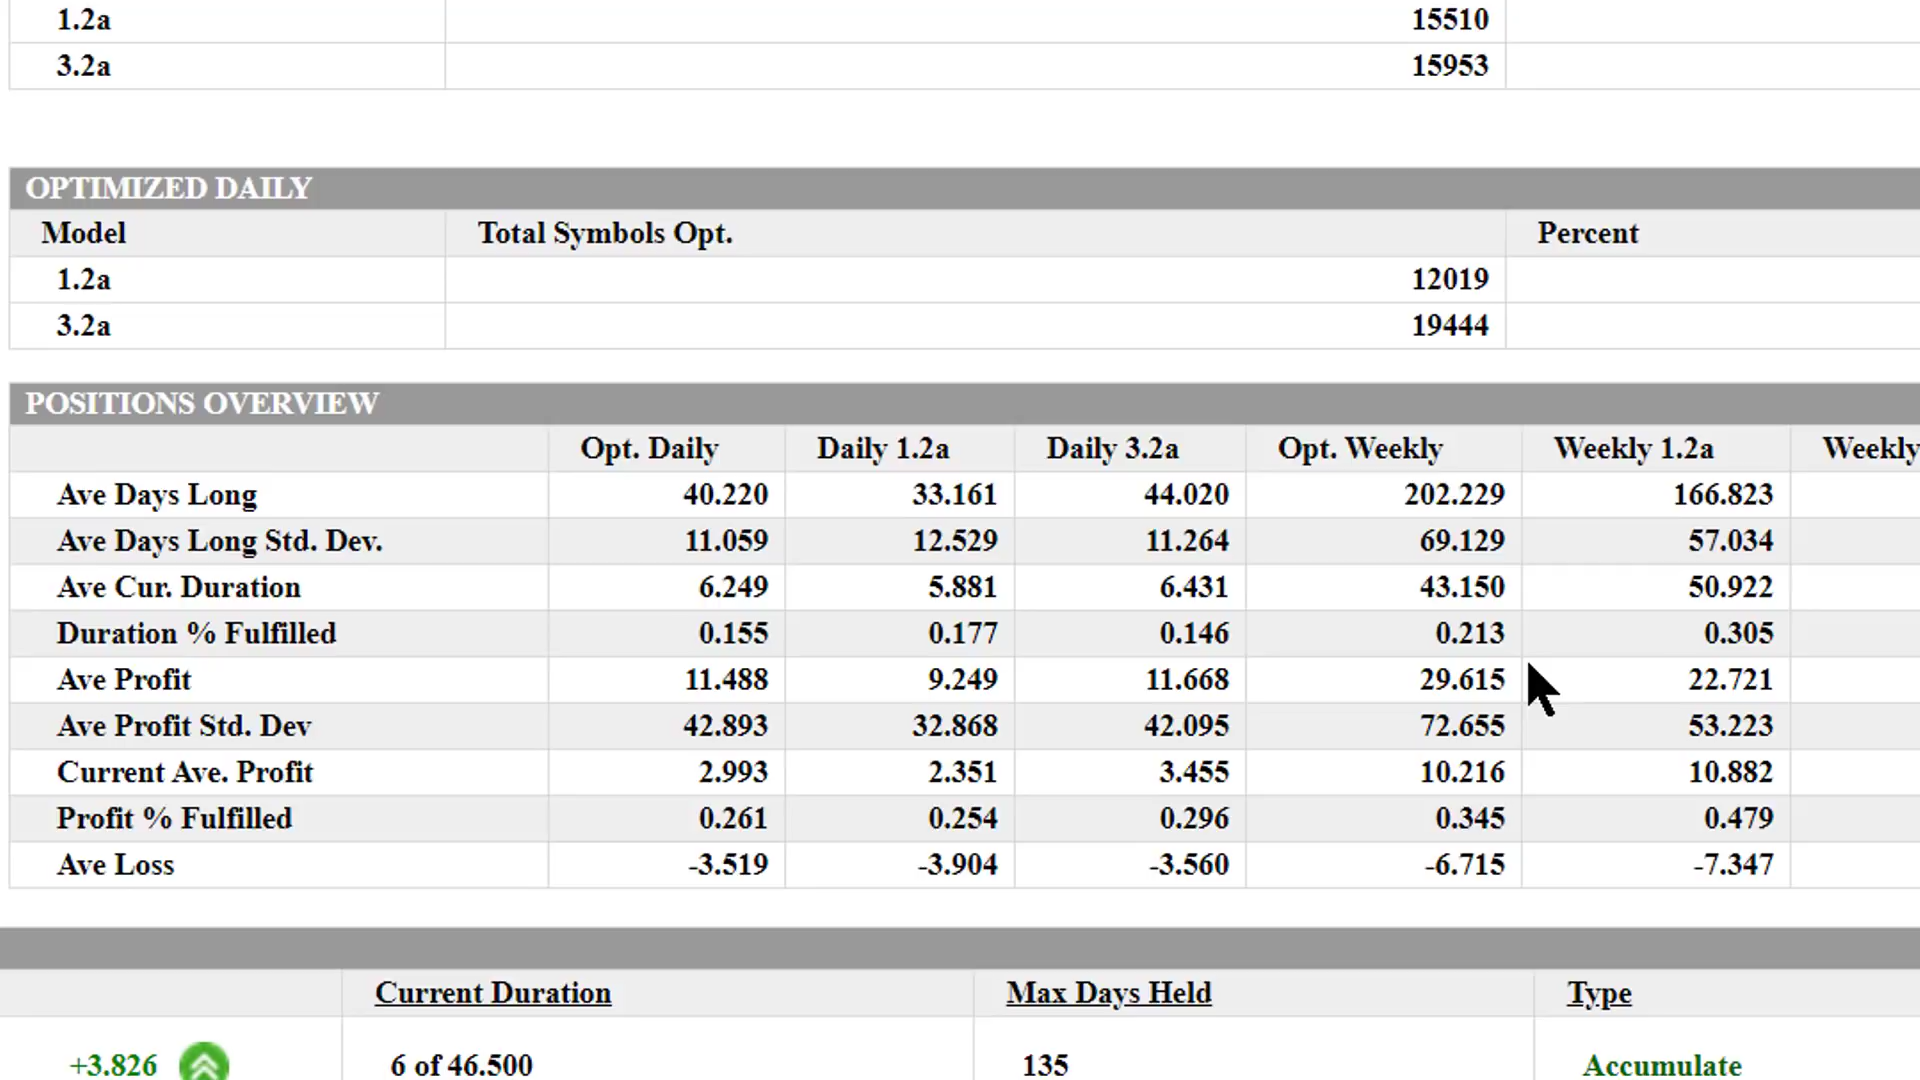 1.2a 15510
3.2a 15953
OPTIMIZED DAILY
Model Total Symbols Opt. Percent
1.2a 12019
3.2a 19444
POSITIONS OVERVIEW
Opt. Daily Daily 1.2a Daily 3.2a Opt. Weekly Weekly 1.2a Weekly
Ave Days Long 40.220 33.161 44.020 202.229 166.823
Ave Days Long Std. Dev. 11.059 12.529 11.264 69.129 57.034
Ave Cur. Duration 6.249 5.881 6.431 43.150 50.922
Duration % Fulfilled 0.155 0.177 0.146 0.213 0.305
Ave Profit 11.488 9.249 11.668 29.615 22.721
Ave Profit Std. Dev 42.893 32.868 42.095 72.655 53.223
Current Ave. Profit 2.993 2.351 3.455 10.216 10.882
Profit % Fulfilled 0.261 0.254 0.296 0.345 0.479
Ave Loss -3.519 -3.904 -3.560 -6.715 -7.347
Current Duration Max Days Held Type
+3.826 6 of 46.500 135 Accumulate